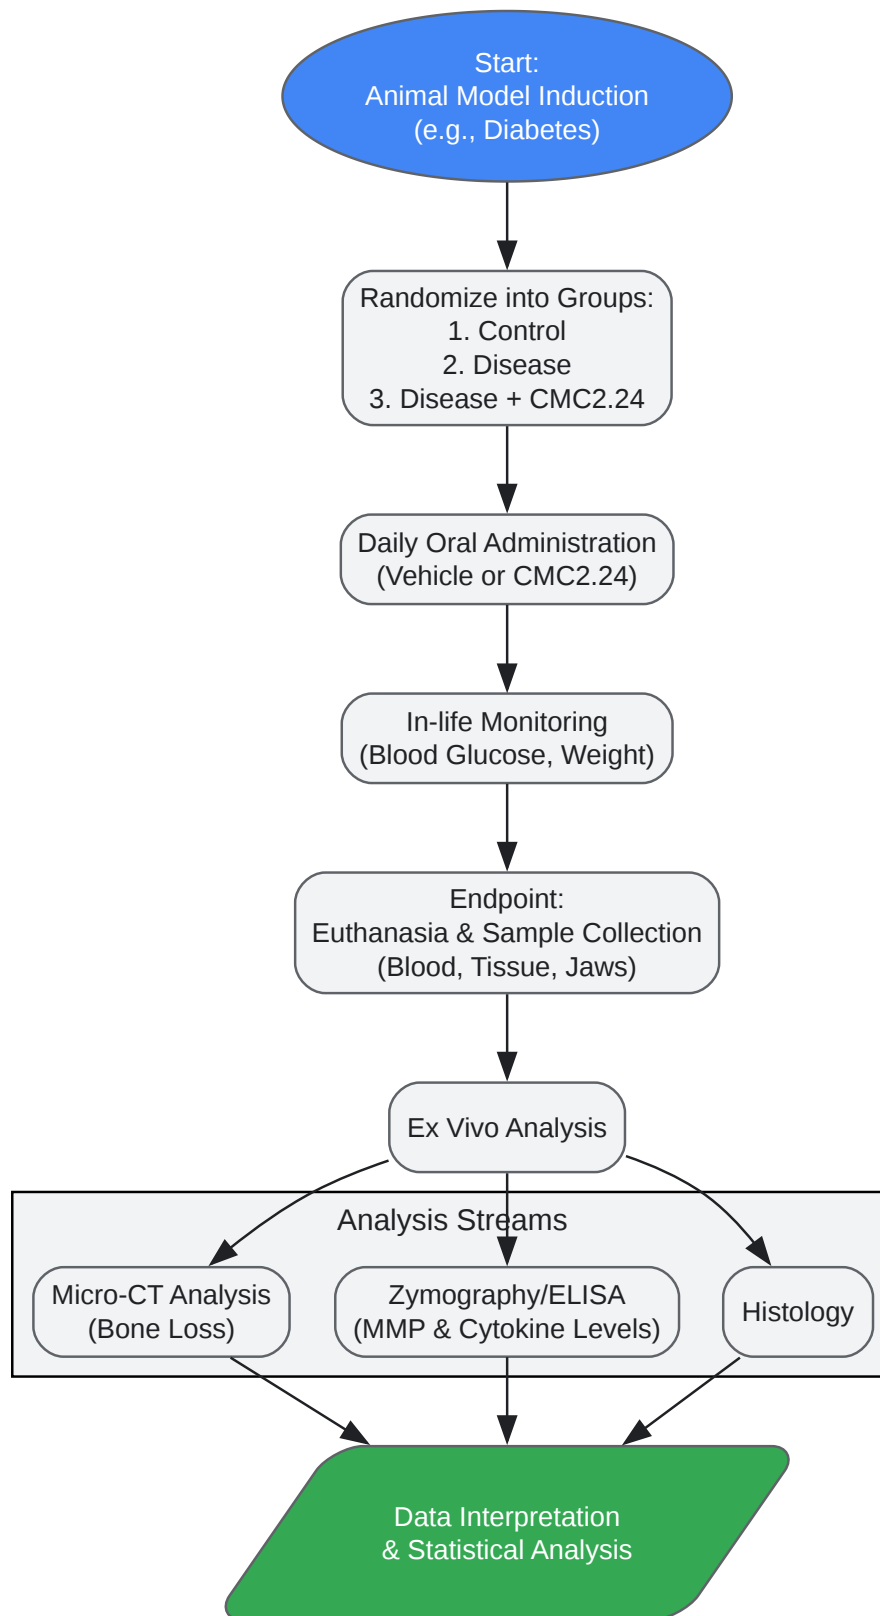 Start:
Animal Model Induction
(e.g., Diabetes)
Randomize into Groups:
1. Control
2. Disease
3. Disease + CMC2.24
Daily Oral Administration
(Vehicle or CMC2.24)
In-life Monitoring
(Blood Glucose, Weight)
Endpoint:
Euthanasia & Sample Collection
(Blood, Tissue, Jaws)
Ex Vivo Analysis
Analysis Streams
Micro-CT Analysis
(Bone Loss)
Zymography/ELISA
(MMP & Cytokine Levels)
Histology
Data Interpretation
& Statistical Analysis